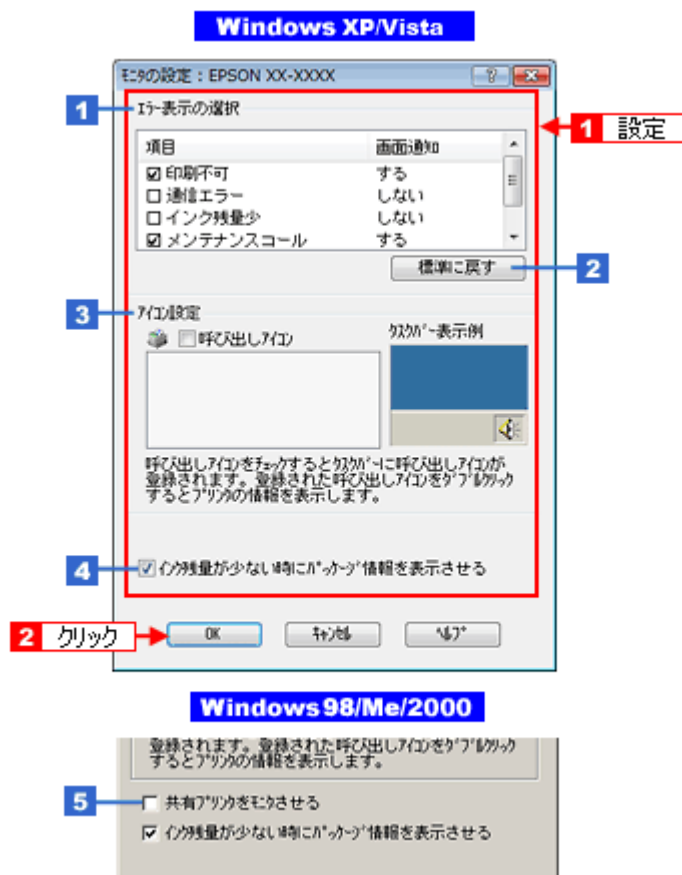 Windows XP/Vista
ﾓﾆﾀの設定：EPSON XX-XXXX
1 ｴﾗｰ表示の選択
1 設定
項目 画面通知
印刷不可 する
通信エラー しない
インク残量少 しない
メンテナンスコール する
標準に戻す 2
3 ｱｲｺﾝ設定
呼び出しｱｲｺﾝ ﾀｽｸﾊﾞｰ表示例
呼び出しｱｲｺﾝをﾁｪｯｸするとﾀｽｸﾊﾞｰに呼び出しｱｲｺﾝが
登録されます。登録された呼び出しｱｲｺﾝをﾀﾞﾌﾞﾙｸﾘｯｸ
するとﾌﾟﾘﾝﾀの情報を表示します。
4 ｲﾝｸ残量が少ない時にﾊﾟｯｹｰｼﾞ情報を表示させる
2 クリック OK ｷｬﾝｾﾙ ﾍﾙﾌﾟ
Windows 98/Me/2000
登録されます。登録された呼び出しｱｲｺﾝをﾀﾞﾌﾞﾙｸﾘｯｸ
するとﾌﾟﾘﾝﾀの情報を表示します。
5 共有ﾌﾟﾘﾝﾀをﾓﾆﾀさせる
ｲﾝｸ残量が少ない時にﾊﾟｯｹｰｼﾞ情報を表示させる